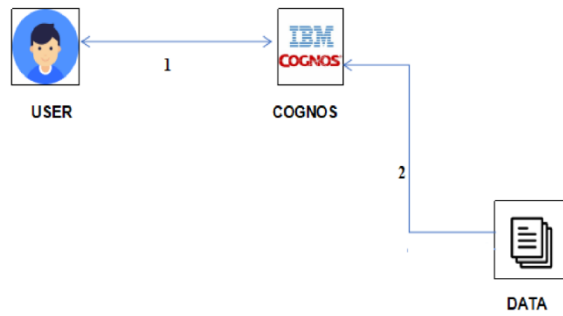 IBM
COGNOS
1
USER
COGNOS
2
DATA